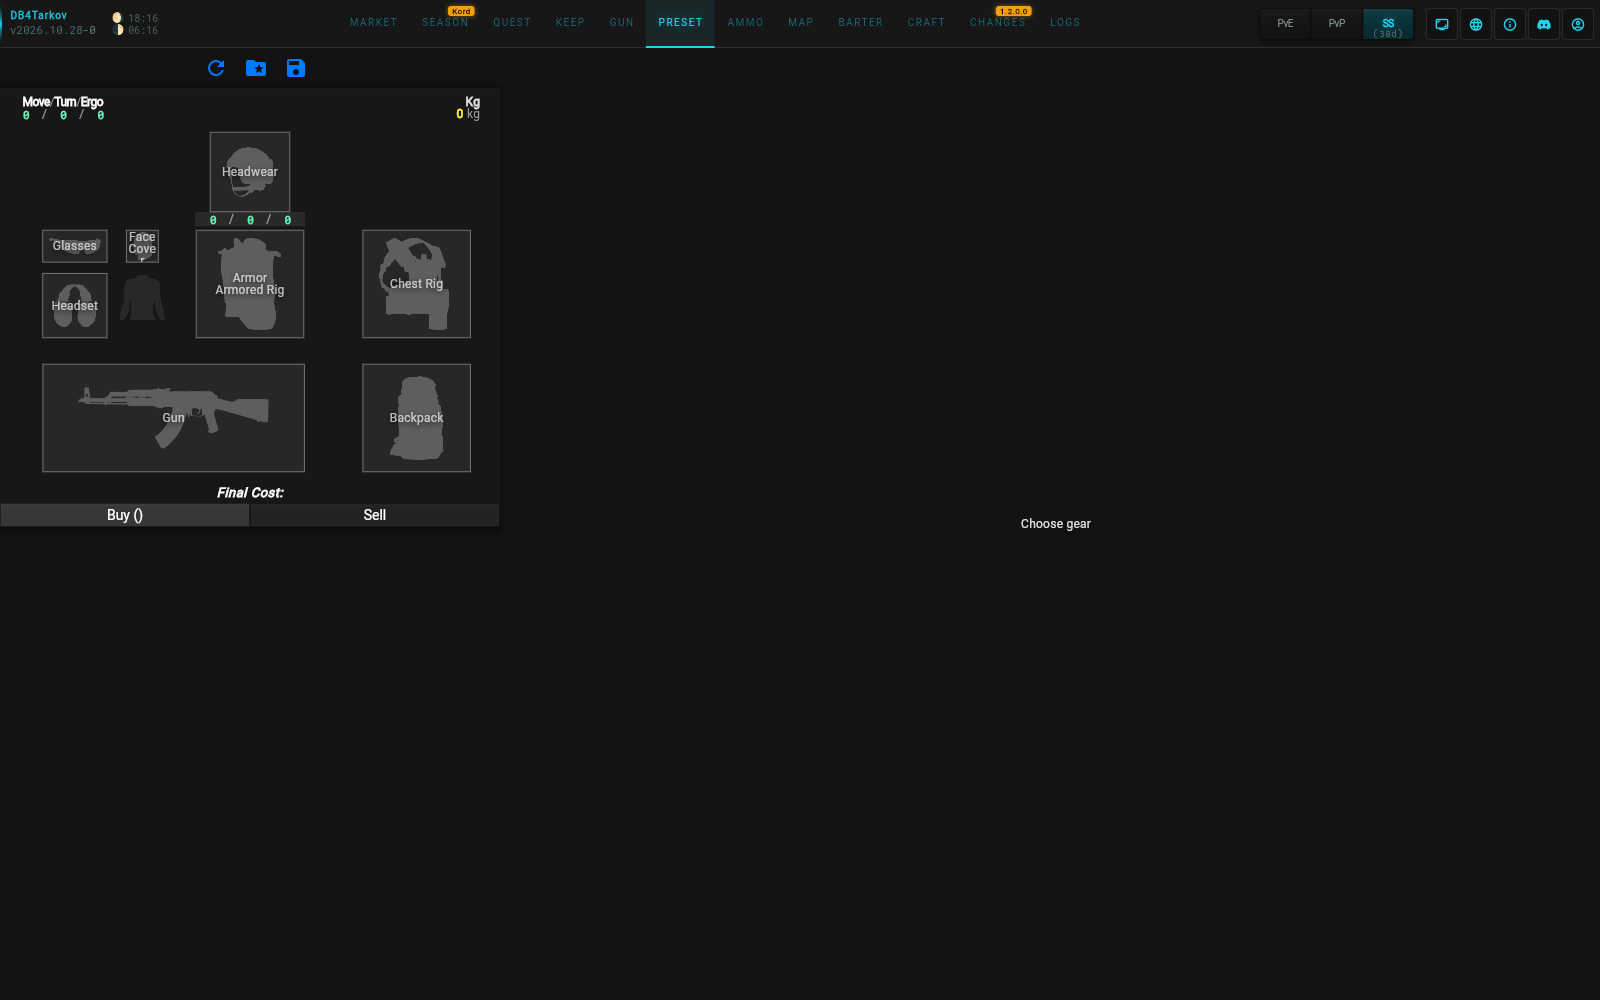 DB4Tarkov
v2026.10.28-0
18:16
06:16
MARKET
SEASON
Kord
QUEST
KEEP
GUN
PRESET
AMMO
MAP
BARTER
CRAFT
CHANGES
1.2.0.0
LOGS
PvE
PvP
SS
(38d)
Move/Turn/Ergo
0 / 0 / 0
Kg
0 kg
Headwear
0 / 0 / 0
Glasses
Face
Cove
r
Armor
Armored Rig
Chest Rig
Headset
Gun
Backpack
Final Cost:
Buy ()
Sell
Choose gear